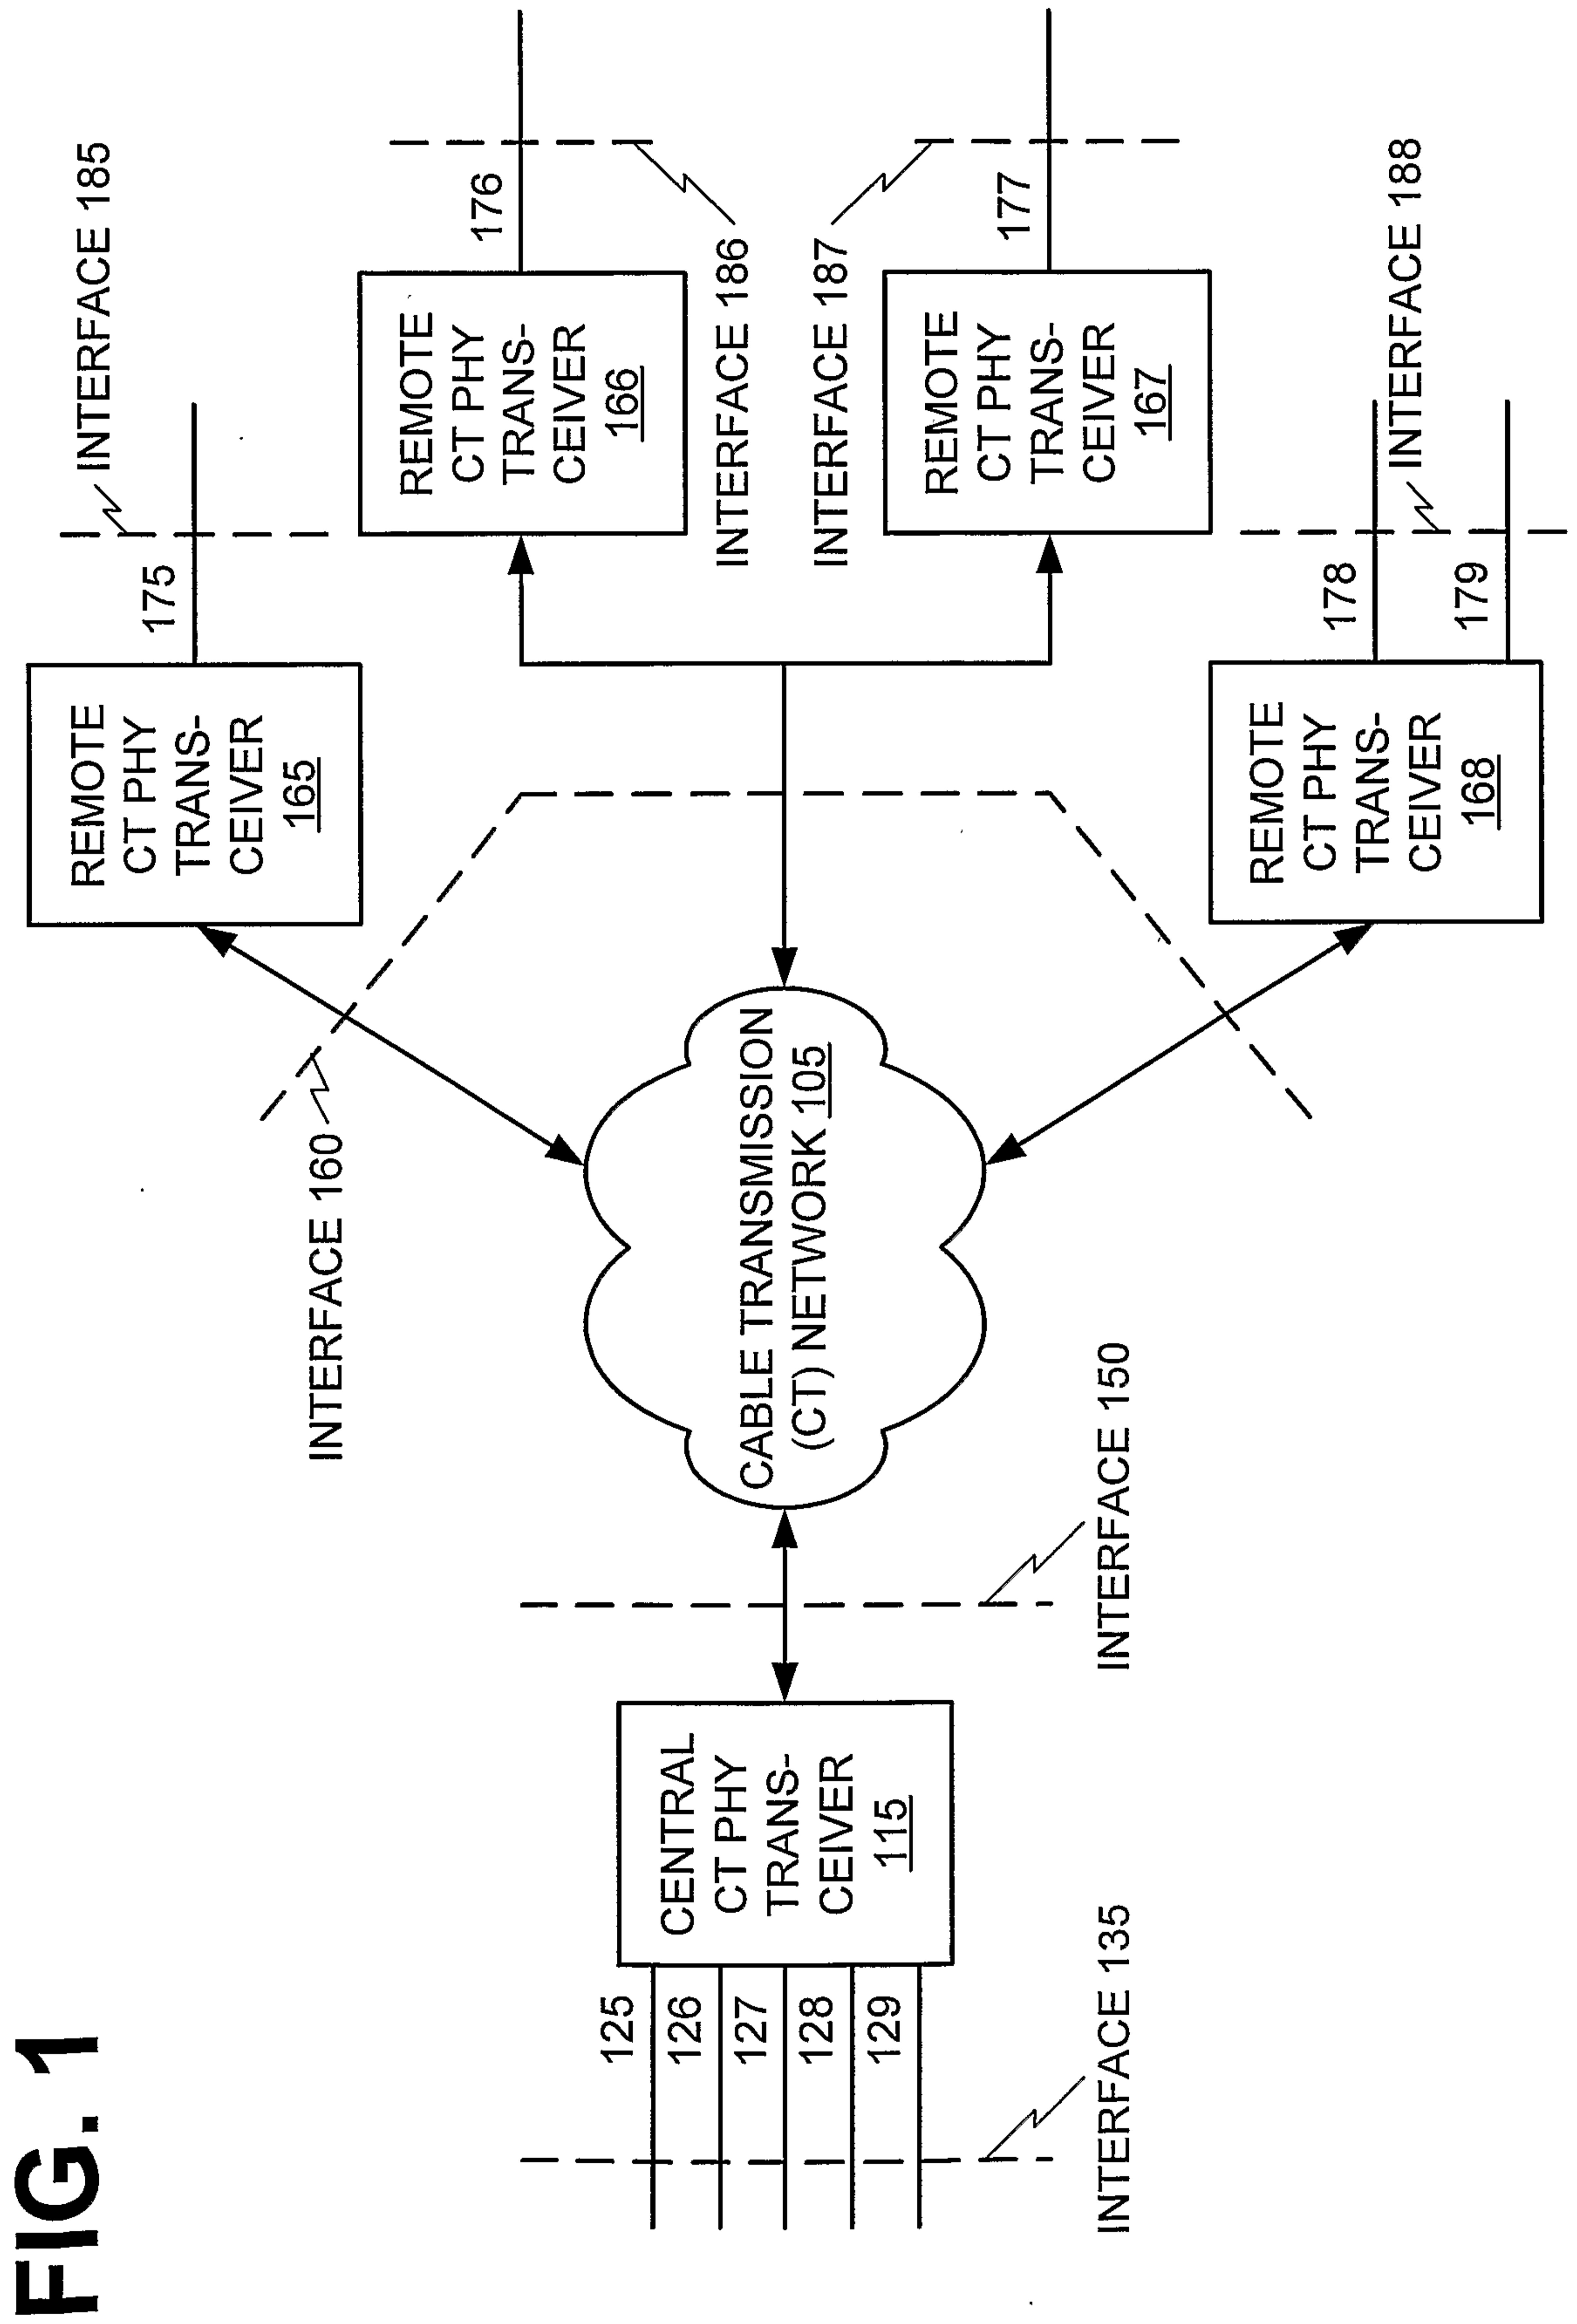 FIG. 1
125
126
127
128
129
INTERFACE 135
CENTRAL
CT PHY
TRANS-
CEIVER
115
INTERFACE 150
CABLE TRANSMISSION
(CT) NETWORK 105
INTERFACE 160
REMOTE
CT PHY
TRANS-
CEIVER
165
175
INTERFACE 185
REMOTE
CT PHY
TRANS-
CEIVER
166
176
INTERFACE 186
INTERFACE 187
REMOTE
CT PHY
TRANS-
CEIVER
167
177
REMOTE
CT PHY
TRANS-
CEIVER
168
178
179
INTERFACE 188